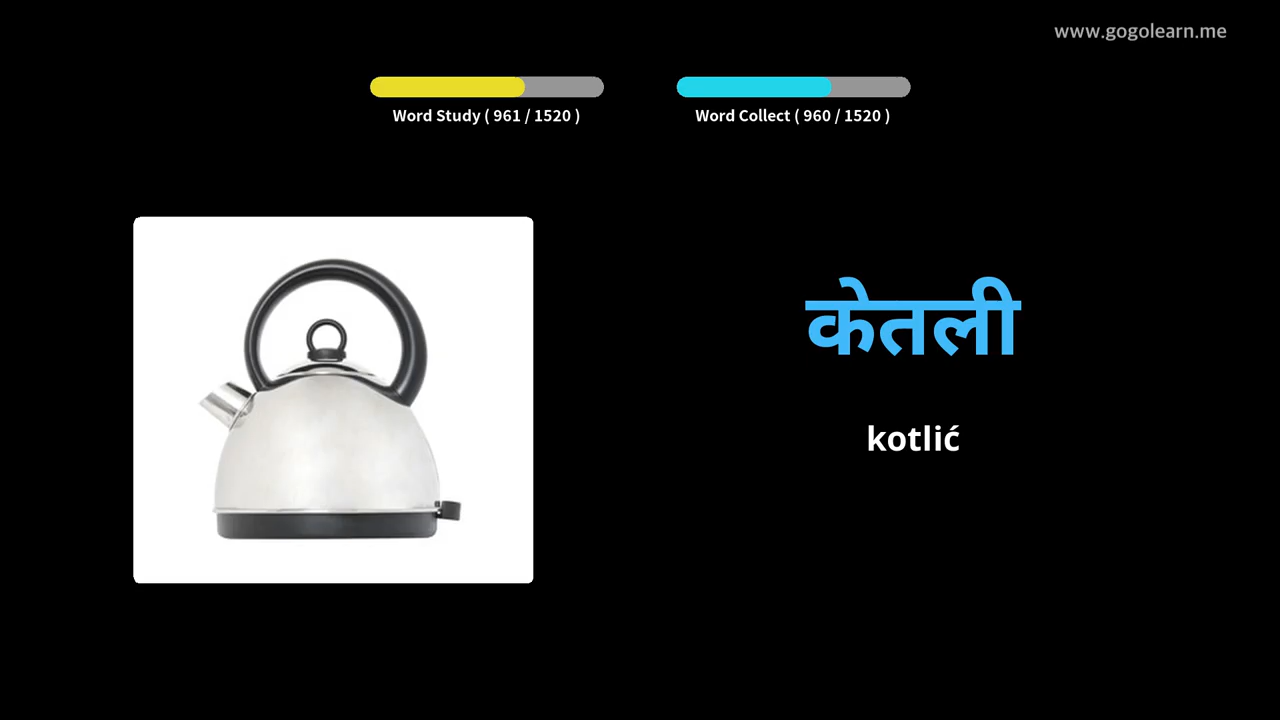 www.gogolearn.me
Word Study ( 961 / 1520 )
Word Collect ( 960 / 1520 )
केतली
kotlić